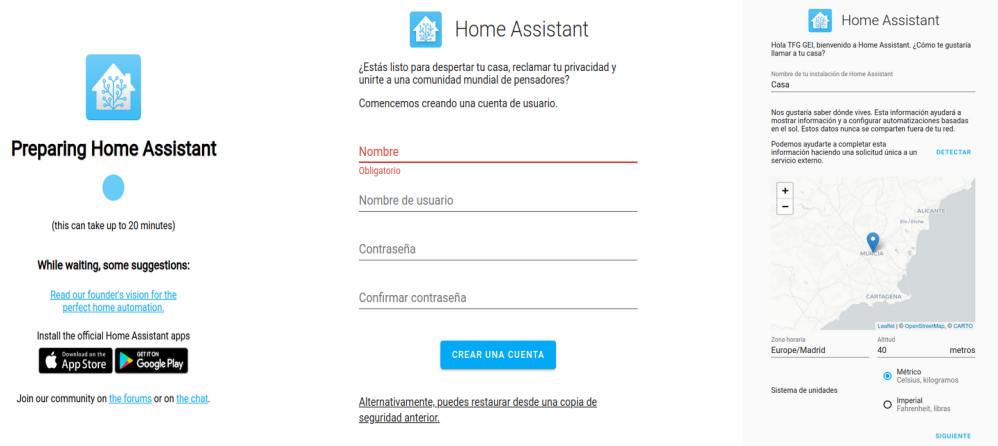 Preparing Home Assistant
(this can take up to 20 minutes)
While waiting, some suggestions:
Read our founder's vision for the
perfect home automation.
Install the official Home Assistant apps
Download on the
App Store
GET IT ON
Google Play
Join our community on the forums or on the chat.
Home Assistant
¿Estás listo para despertar tu casa, reclamar tu privacidad y
unirte a una comunidad mundial de pensadores?
Comencemos creando una cuenta de usuario.
Nombre
Obligatorio
Nombre de usuario
Contraseña
Confirmar contraseña
CREAR UNA CUENTA
Alternativamente, puedes restaurar desde una copia de
seguridad anterior.
Home Assistant
Hola TFG GEI, bienvenido a Home Assistant. ¿Cómo te gustaría
llamar a tu casa?
Nombre de tu instalación de Home Assistant
Casa
Nos gustaría saber dónde vives. Esta información ayudará a
mostrar información y a configurar automatizaciones basadas
en el sol. Estos datos nunca se comparten fuera de tu red.
Podemos ayudarte a completar esta
información haciendo una solicitud única a un
servicio externo.
DETECTAR
+
−
ALICANTE
Elx / Elche
MURCIA
CARTAGENA
Leaflet | © OpenStreetMap, © CARTO
Zona horaria
Europe/Madrid
Altitud
40 metros
Sistema de unidades
Métrico
Celsius, kilogramos
Imperial
Fahrenheit, libras
SIGUIENTE